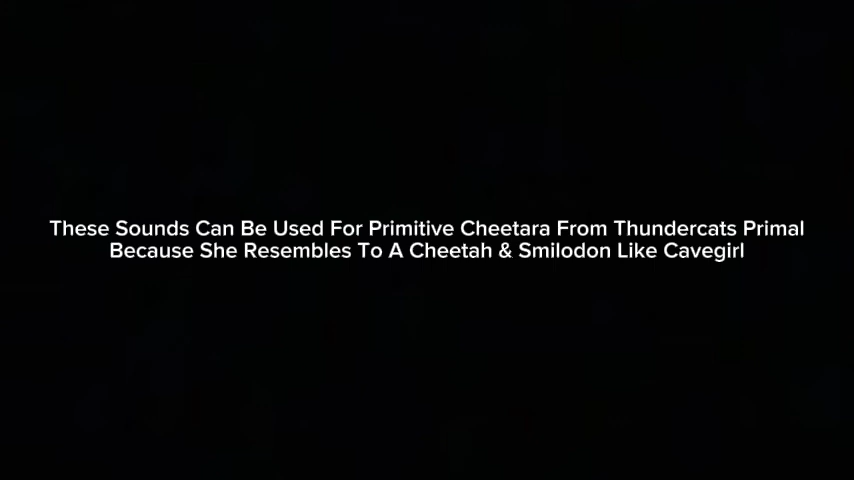 These Sounds Can Be Used For Primitive Cheetara From Thundercats Primal
Because She Resembles To A Cheetah & Smilodon Like Cavegirl